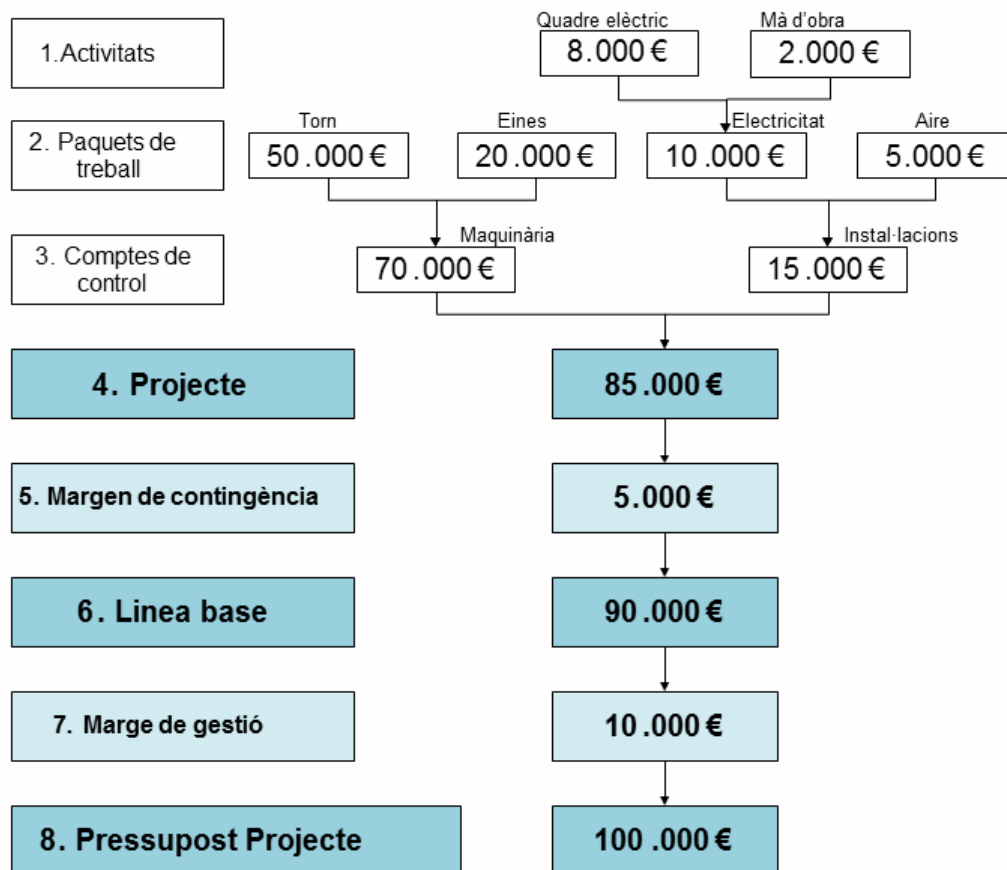 Quadre elèctric
Mà d'obra
1.Activitats
8.000 €
2.000 €
Torn
Eines
Electricitat
Aire
2. Paquets de
treball
50 .000 €
20 .000 €
10 .000 €
5.000 €
Maquinària
Instal·lacions
3. Comptes de
control
70 .000 €
15 .000 €
4. Projecte
85 .000 €
5. Margen de contingència
5.000 €
6. Linea base
90 .000 €
7. Marge de gestió
10 .000 €
8. Pressupost Projecte
100 .000 €